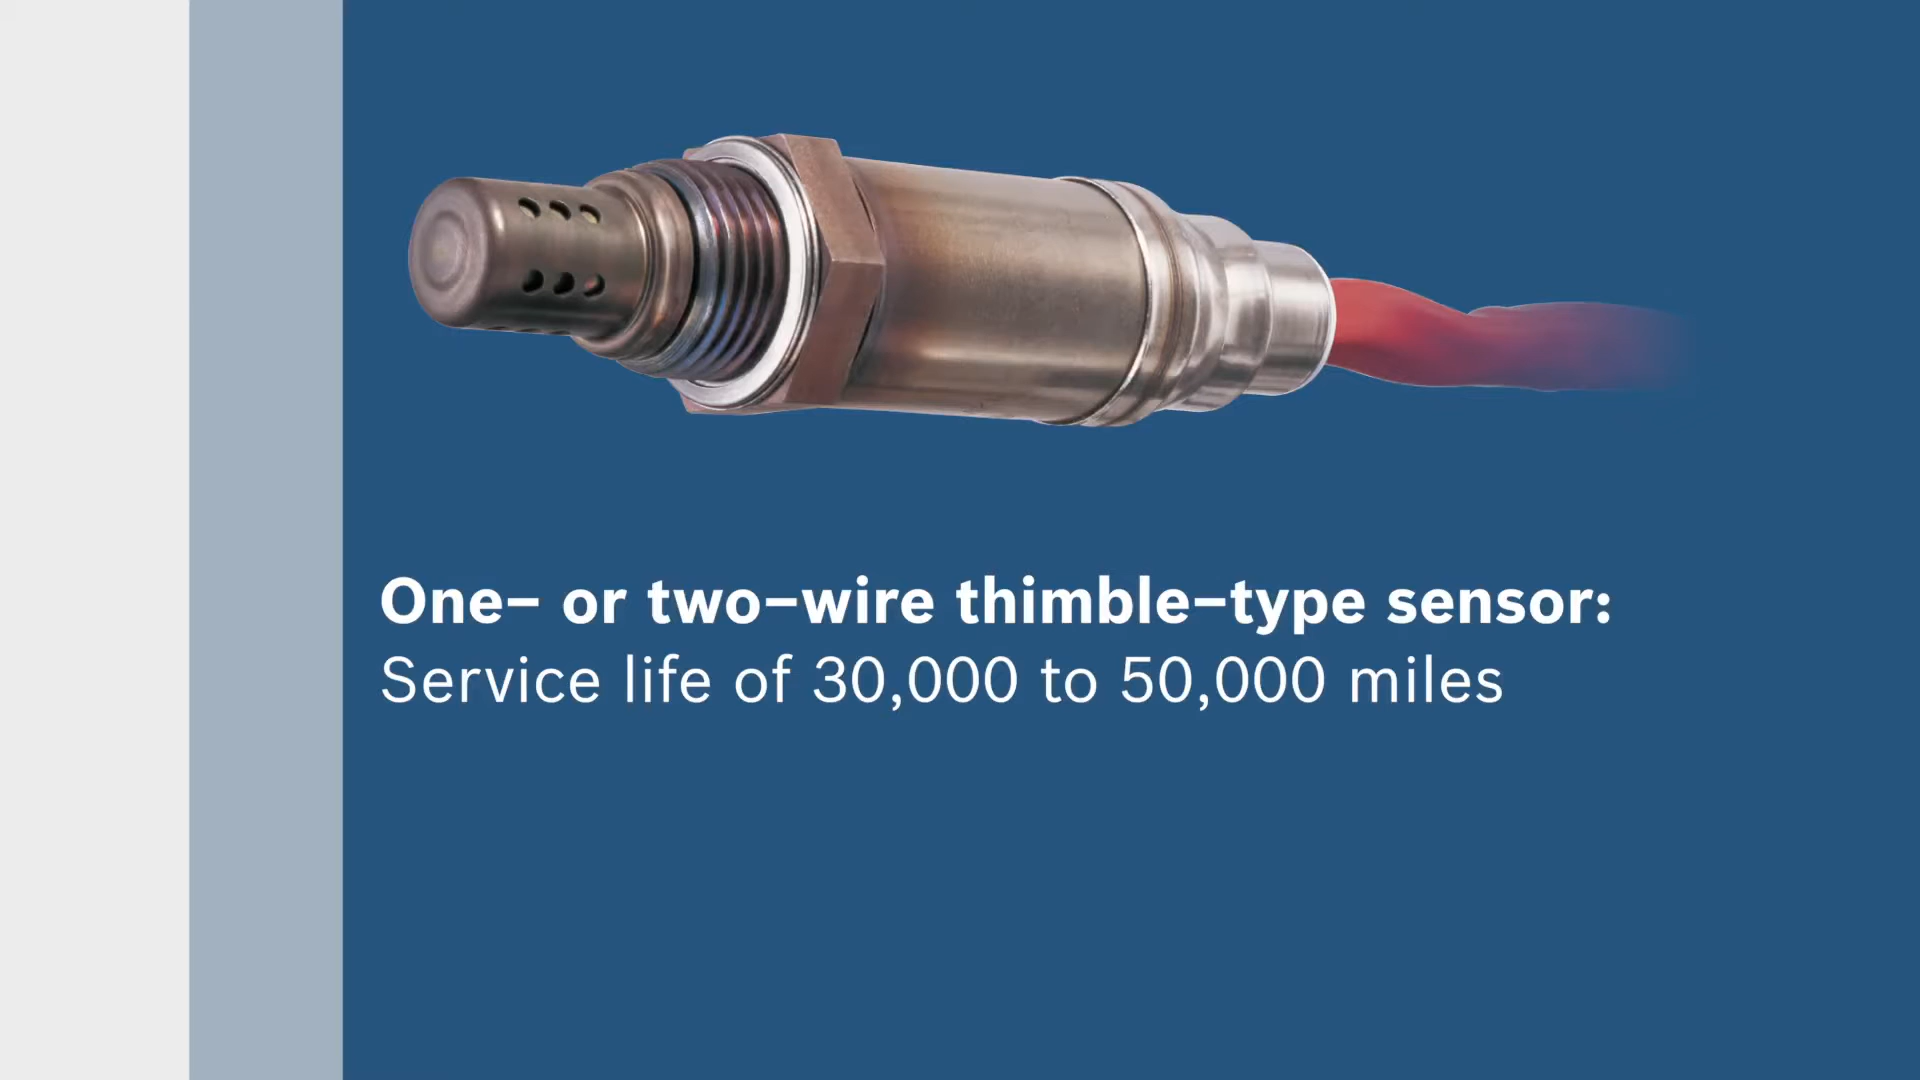 One- or two-wire thimble-type sensor:
Service life of 30,000 to 50,000 miles